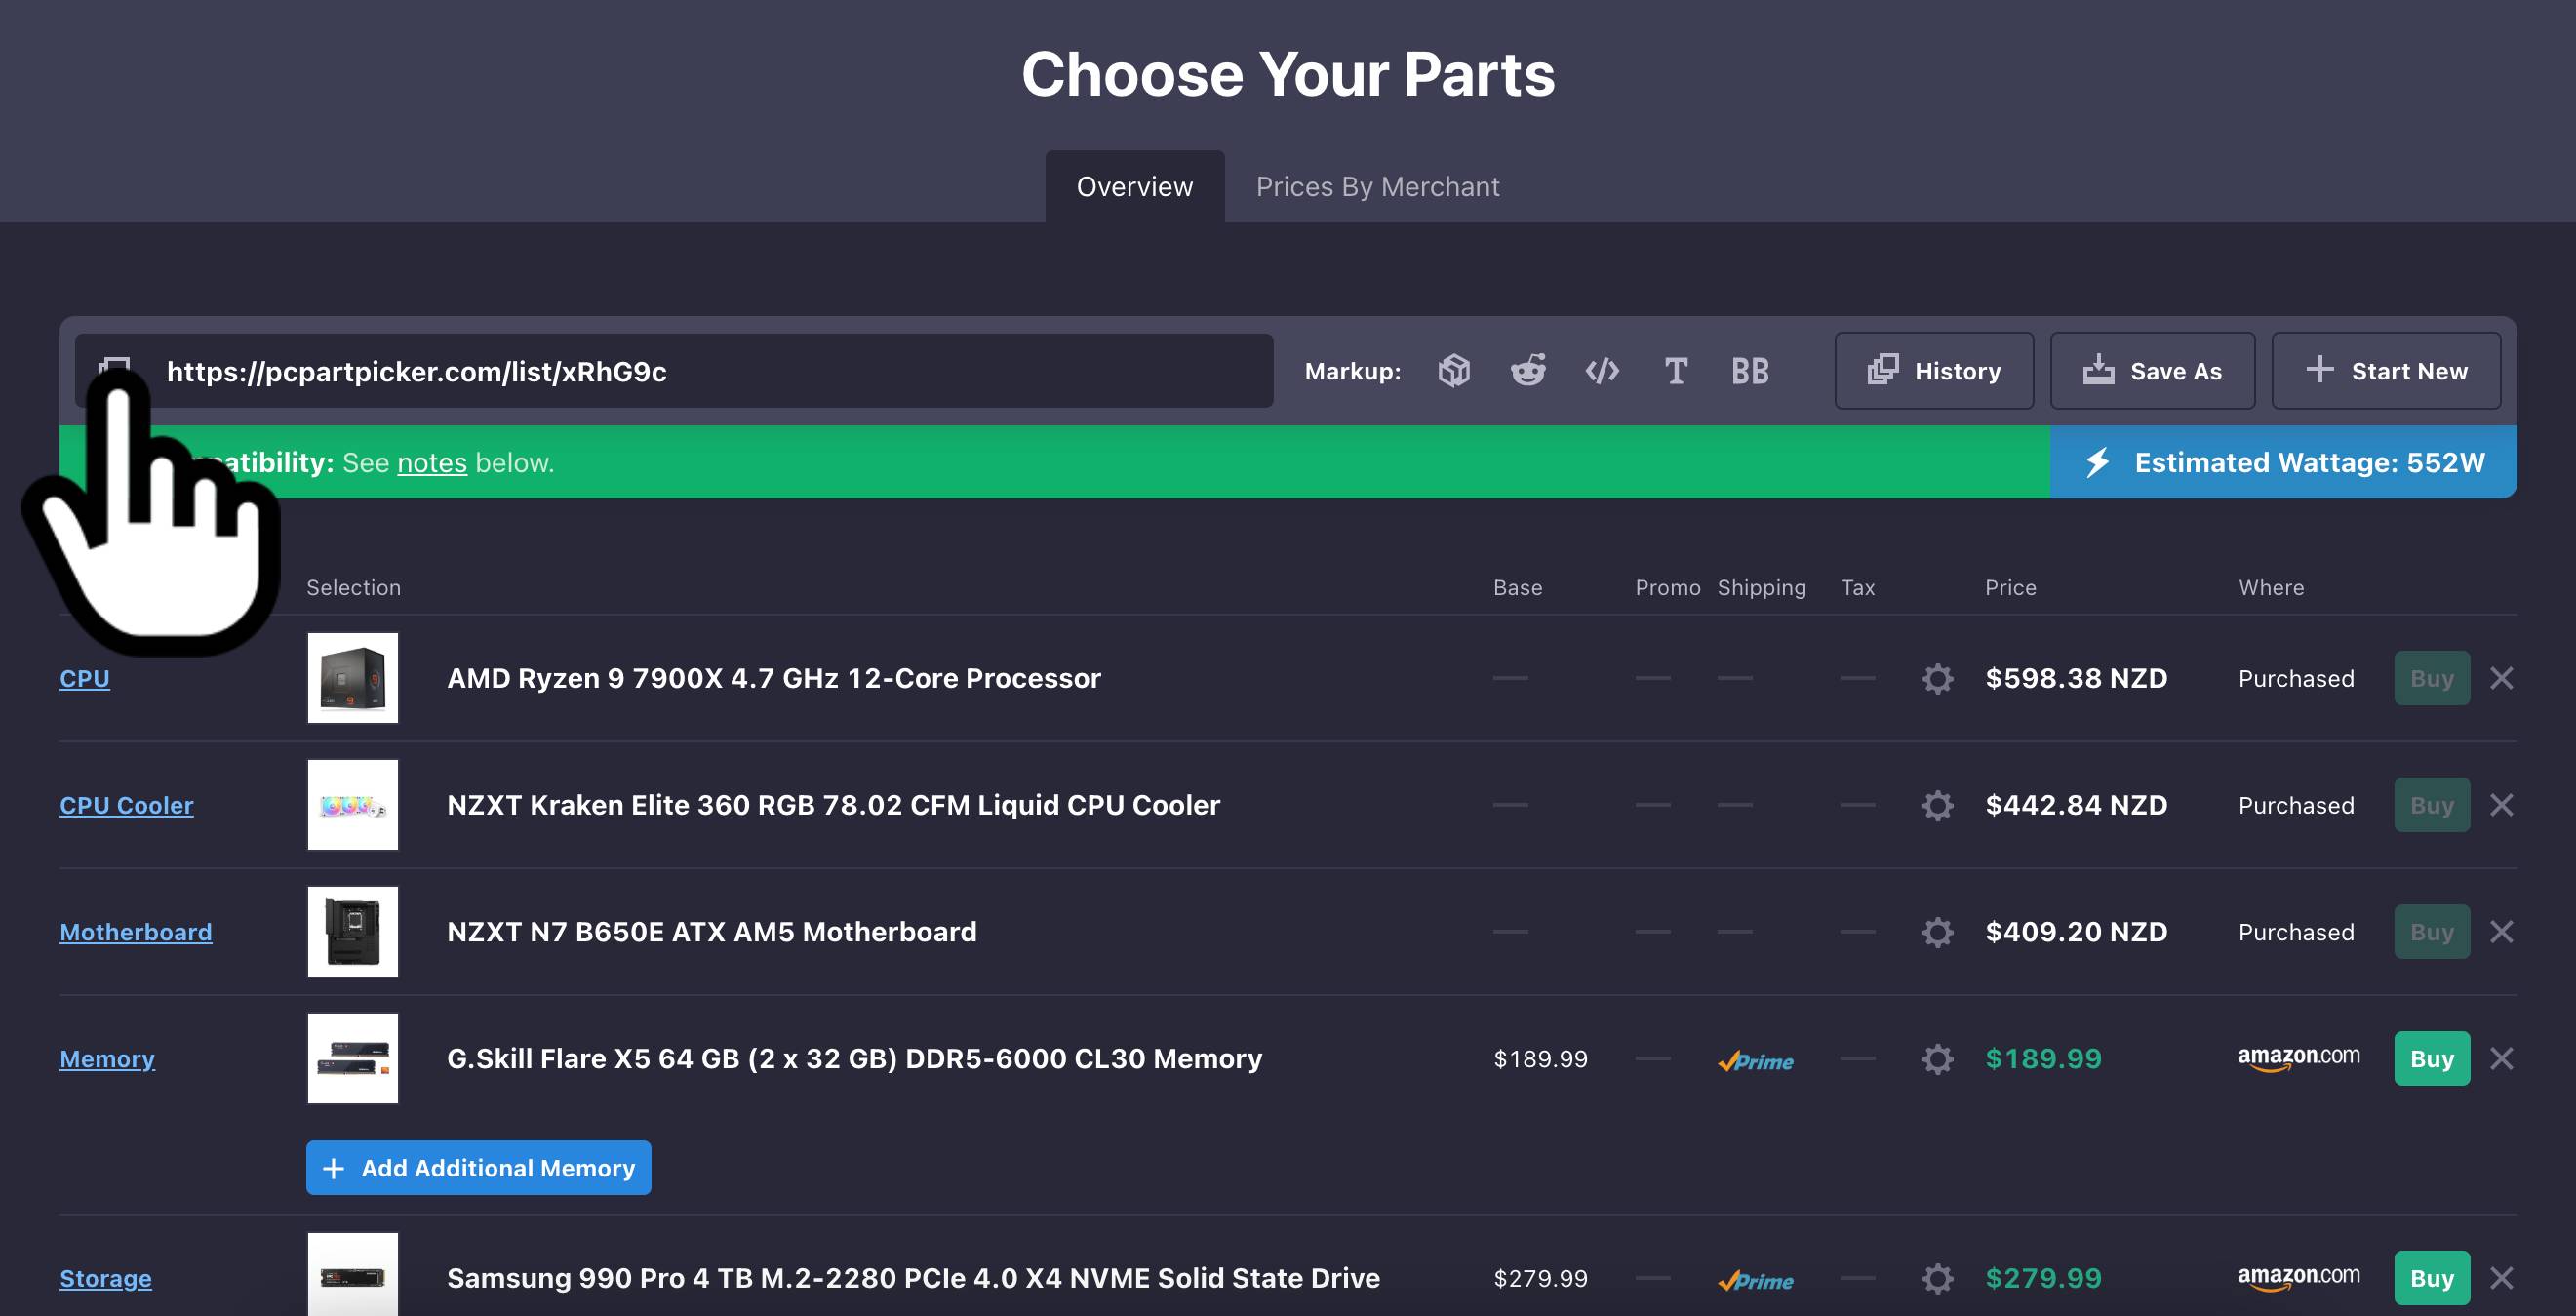 Choose Your Parts
Overview Prices By Merchant
https://pcpartpicker.com/list/xRhG9c Markup: T BB History Save As Start New
See notes below. Estimated Wattage: 552W
Selection Base Promo Shipping Tax Price Where
CPU AMD Ryzen 9 7900X 4.7 GHz 12-Core Processor — — — — $598.38 NZD Purchased Buy
CPU Cooler NZXT Kraken Elite 360 RGB 78.02 CFM Liquid CPU Cooler — — — — $442.84 NZD Purchased Buy
Motherboard NZXT N7 B650E ATX AM5 Motherboard — — — — $409.20 NZD Purchased Buy
Memory G.Skill Flare X5 64 GB (2 x 32 GB) DDR5-6000 CL30 Memory $189.99 — Prime — $189.99 amazon.com Buy
+ Add Additional Memory
Storage Samsung 990 Pro 4 TB M.2-2280 PCIe 4.0 X4 NVME Solid State Drive $279.99 — Prime — $279.99 amazon.com Buy